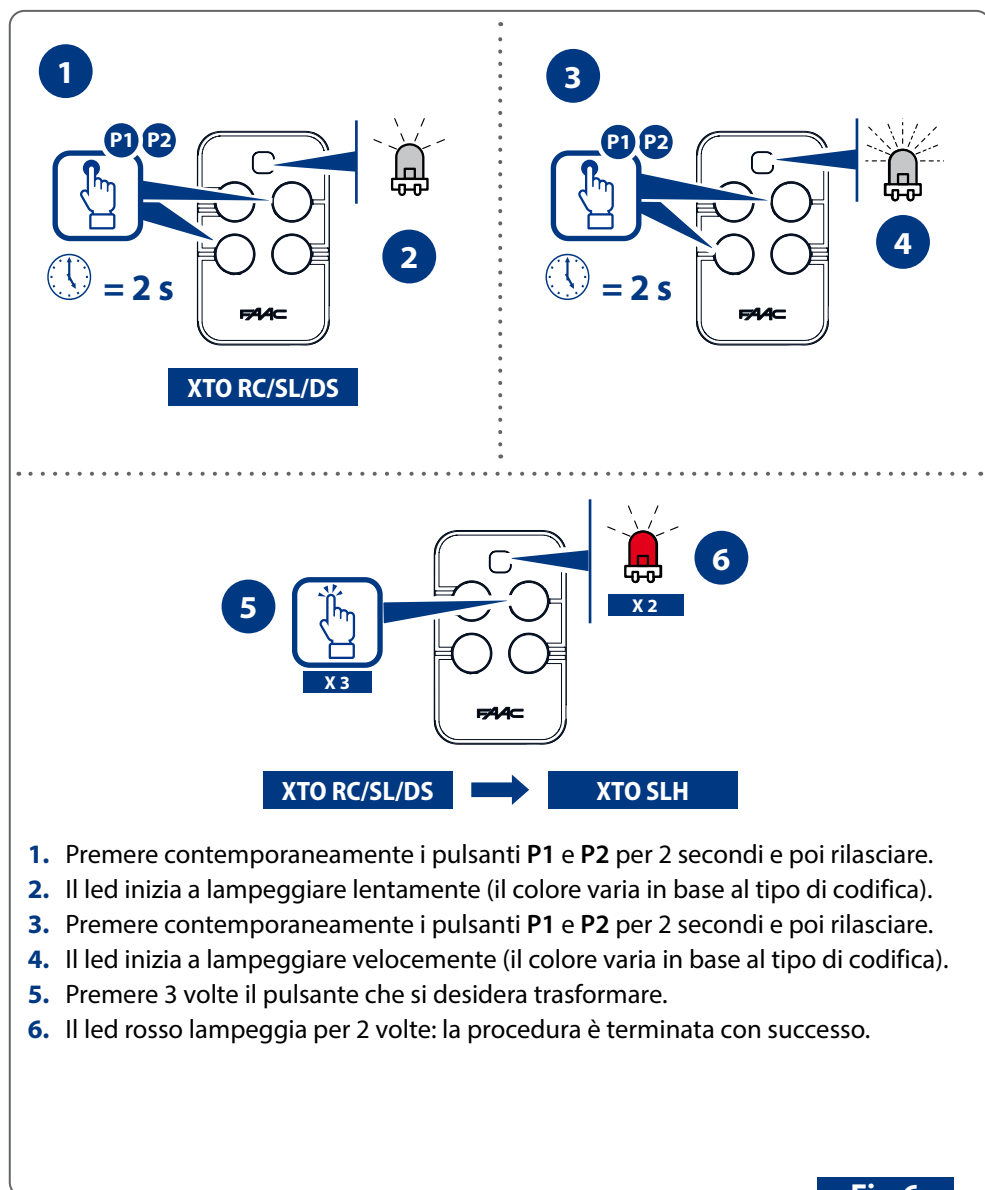 1
P1 P2
= 2 s
2
FAAC
XTO RC/SL/DS
3
P1 P2
= 2 s
4
FAAC
5
X 3
6
X 2
FAAC
XTO RC/SL/DS
XTO SLH
1. Premere contemporaneamente i pulsanti P1 e P2 per 2 secondi e poi rilasciare.
2. Il led inizia a lampeggiare lentamente (il colore varia in base al tipo di codifica).
3. Premere contemporaneamente i pulsanti P1 e P2 per 2 secondi e poi rilasciare.
4. Il led inizia a lampeggiare velocemente (il colore varia in base al tipo di codifica).
5. Premere 3 volte il pulsante che si desidera trasformare.
6. Il led rosso lampeggia per 2 volte: la procedura è terminata con successo.